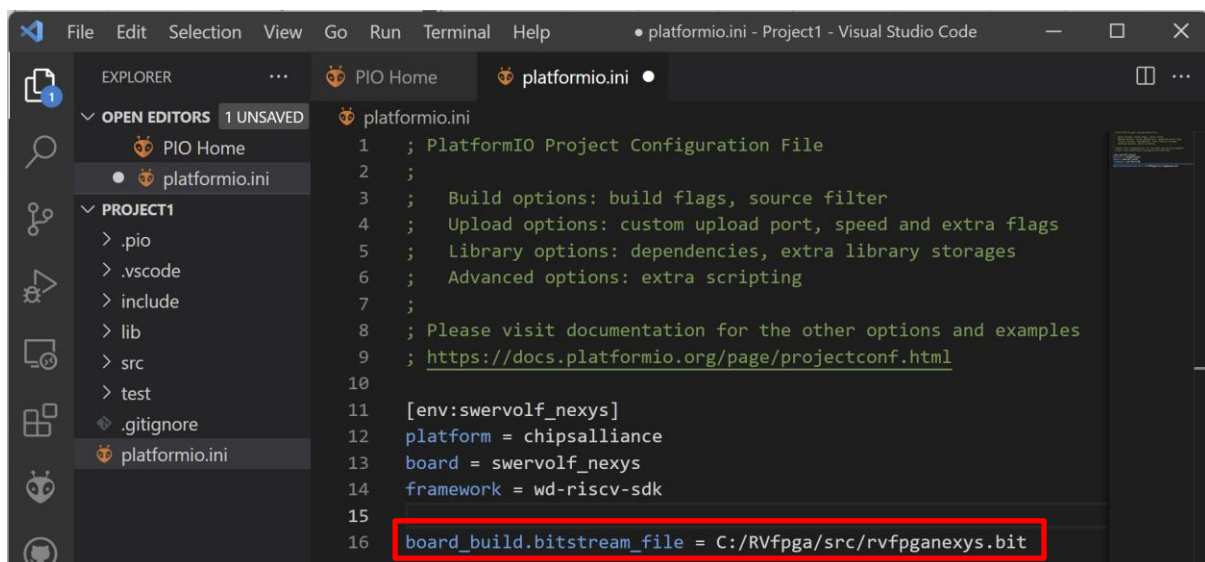 File Edit Selection View Go Run Terminal Help ● platformio.ini - Project1 - Visual Studio Code
EXPLORER ...
1
OPEN EDITORS 1 UNSAVED
PIO Home
● platformio.ini
PROJECT1
> .pio
> .vscode
> include
> lib
> src
> test
.gitignore
platformio.ini
PIO Home platformio.ini ●
platformio.ini
1 ; PlatformIO Project Configuration File
2 ;
3 ;   Build options: build flags, source filter
4 ;   Upload options: custom upload port, speed and extra flags
5 ;   Library options: dependencies, extra library storages
6 ;   Advanced options: extra scripting
7 ;
8 ; Please visit documentation for the other options and examples
9 ; https://docs.platformio.org/page/projectconf.html
10
11 [env:swervolf_nexys]
12 platform = chipsalliance
13 board = swervolf_nexys
14 framework = wd-riscv-sdk
15
16 board_build.bitstream_file = C:/RVfpga/src/rvfpganexys.bit